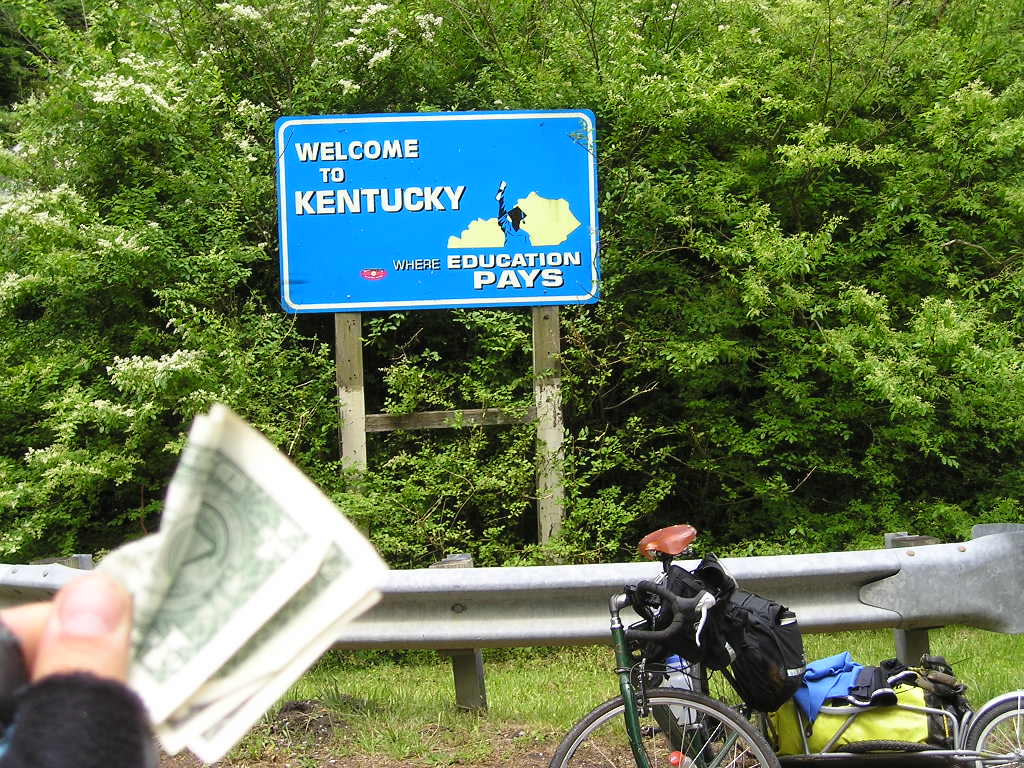 WELCOME
TO
KENTUCKY
WHERE EDUCATION
PAYS